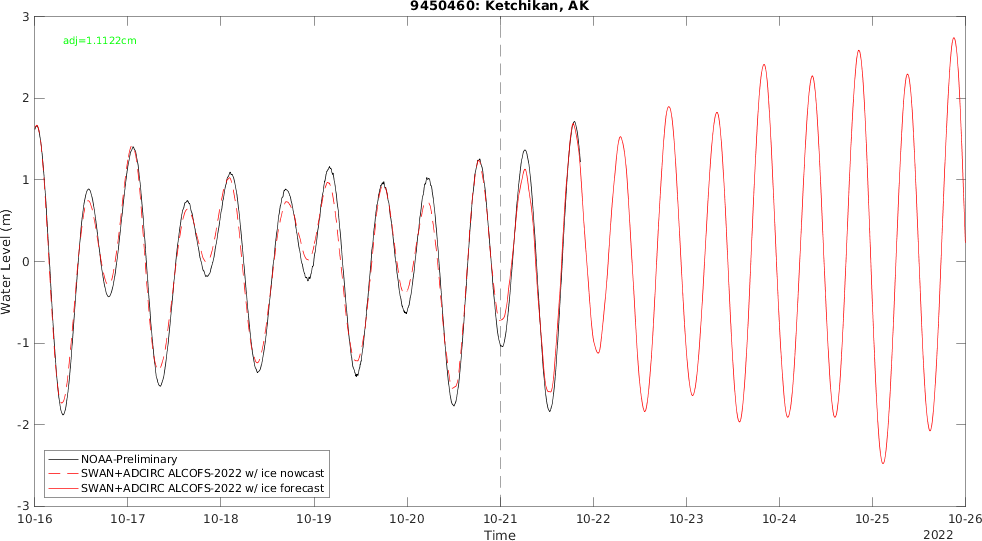 9450460: Ketchikan, AK
adj=1.1122cm
3
2
1
0
-1
-2
-3
Water Level (m)
NOAA-Preliminary
SWAN+ADCIRC ALCOFS-2022 w/ ice nowcast
SWAN+ADCIRC ALCOFS-2022 w/ ice forecast
10-16 10-17 10-18 10-19 10-20 10-21 10-22 10-23 10-24 10-25 10-26
Time
2022